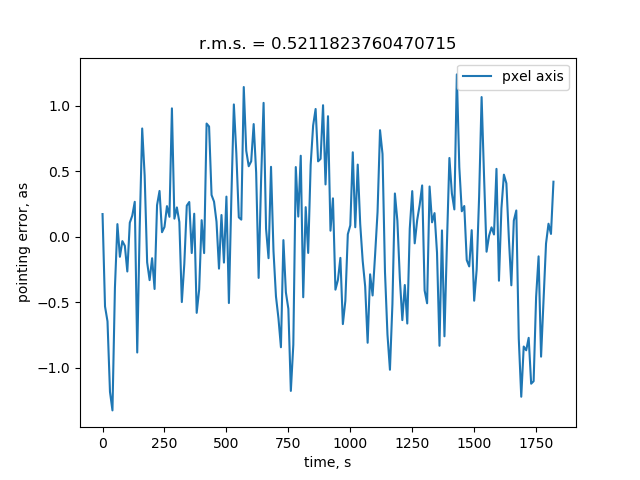 r.m.s. = 0.5211823760470715
pxel axis
1.0
0.5
0.0
−0.5
−1.0
pointing error, as
0 250 500 750 1000 1250 1500 1750
time, s